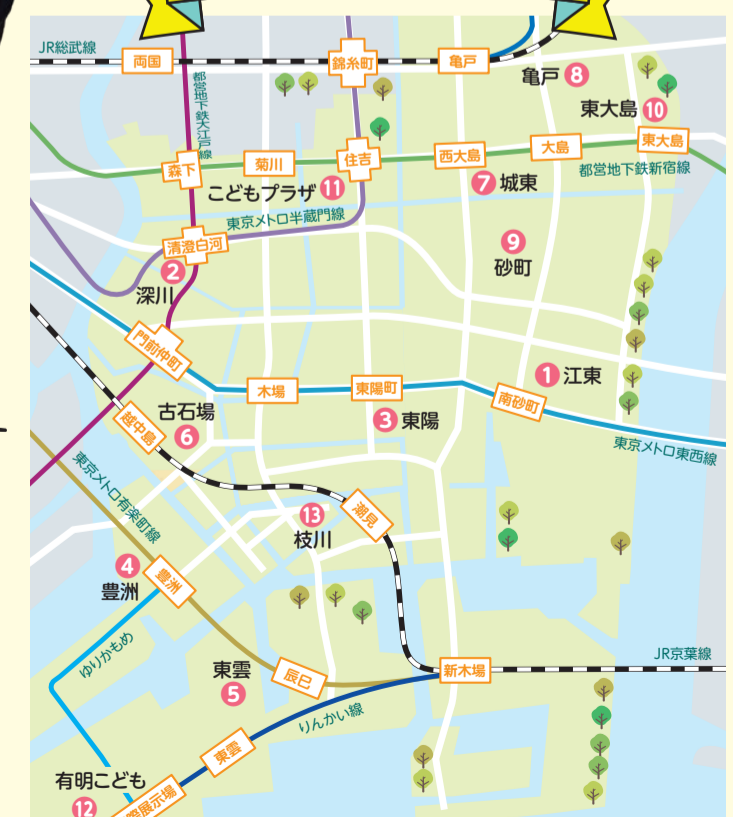 JR総武線
両国
錦糸町
亀戸
亀戸 8
東大島 10
都営地下鉄大江戸線
森下
菊川
住吉
西大島
大島
東大島
都営地下鉄新宿線
こどもプラザ 11
7 城東
東京メトロ半蔵門線
清澄白河
2
深川
9
砂町
門前仲町
木場
東陽町
南砂町
1 江東
古石場
6
3 東陽
越中島
東京メトロ東西線
東京メトロ有楽町線
潮見
13
枝川
4
豊洲
豊洲
ゆりかもめ
東雲
5
辰巳
新木場
JR京葉線
りんかい線
東雲
有明こども
12
際展示場